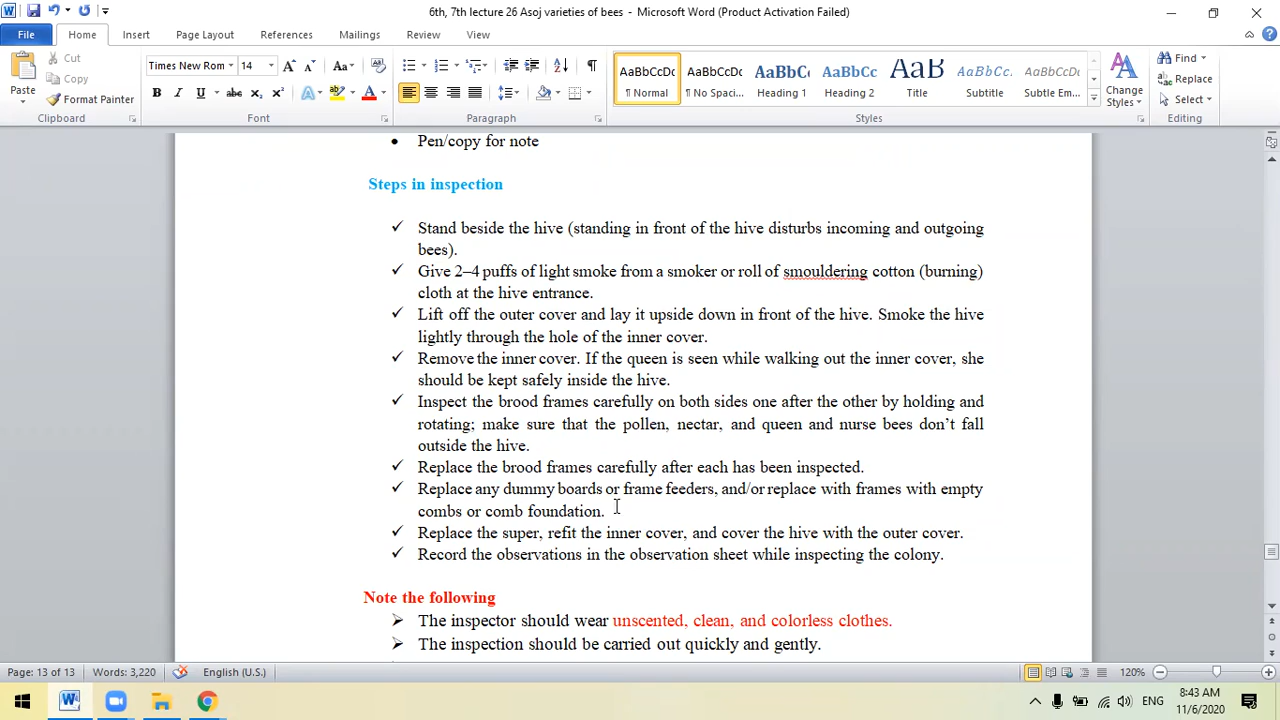 6th, 7th lecture 26 Asoj varieties of bees - Microsoft Word (Product Activation Failed)
File Home Insert Page Layout References Mailings Review View
Paste
Cut
Copy
Format Painter
Clipboard
Times New Rom 14
Font
Paragraph
AaBbCcDc ¶ Normal
AaBbCcDc ¶ No Spaci...
AaBbCc Heading 1
AaBbCc Heading 2
AaB Title
AaBbCcD Subtitle
AaBbCcDc Subtle Em...
Change Styles
Styles
Find
Replace
Select
Editing
• Pen/copy for note
Steps in inspection
✓ Stand beside the hive (standing in front of the hive disturbs incoming and outgoing
bees).
✓ Give 2–4 puffs of light smoke from a smoker or roll of smouldering cotton (burning)
cloth at the hive entrance.
✓ Lift off the outer cover and lay it upside down in front of the hive. Smoke the hive
lightly through the hole of the inner cover.
✓ Remove the inner cover. If the queen is seen while walking out the inner cover, she
should be kept safely inside the hive.
✓ Inspect the brood frames carefully on both sides one after the other by holding and
rotating; make sure that the pollen, nectar, and queen and nurse bees don’t fall
outside the hive.
✓ Replace the brood frames carefully after each has been inspected.
✓ Replace any dummy boards or frame feeders, and/or replace with frames with empty
combs or comb foundation.
✓ Replace the super, refit the inner cover, and cover the hive with the outer cover.
✓ Record the observations in the observation sheet while inspecting the colony.
Note the following
➢ The inspector should wear unscented, clean, and colorless clothes.
➢ The inspection should be carried out quickly and gently.
Page: 13 of 13 Words: 3,220 English (U.S.) 120%
ENG 8:43 AM
11/6/2020